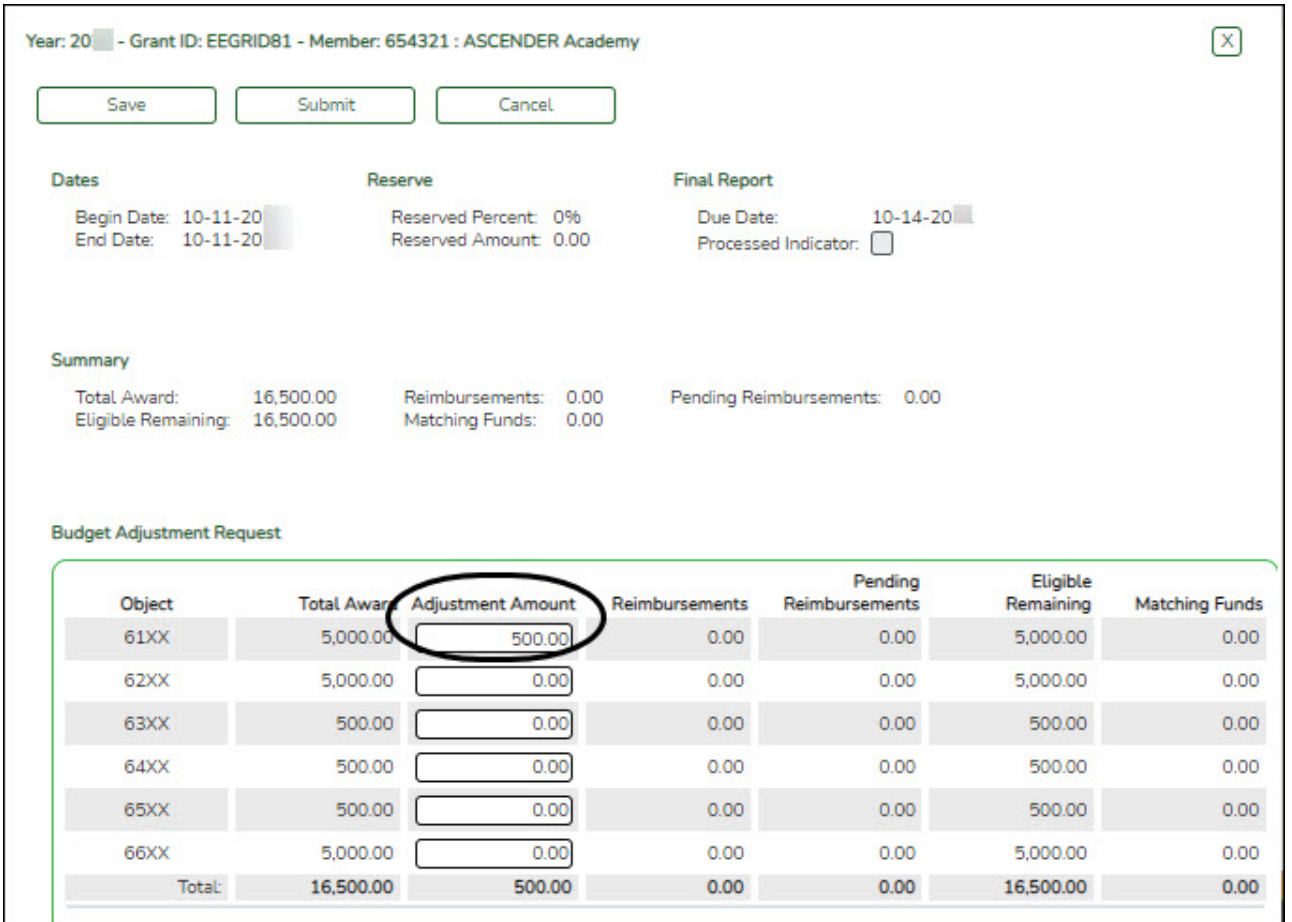 Year: 20 - Grant ID: EEGRID81 - Member: 654321 : ASCENDER Academy X
Save Submit Cancel
Dates Reserve Final Report
Begin Date: 10-11-20 Reserved Percent: 0% Due Date: 10-14-20
End Date: 10-11-20 Reserved Amount: 0.00 Processed Indicator:
Summary
Total Award: 16,500.00 Reimbursements: 0.00 Pending Reimbursements: 0.00
Eligible Remaining: 16,500.00 Matching Funds: 0.00
Budget Adjustment Request
Object Total Award Adjustment Amount Reimbursements Pending Reimbursements Eligible Remaining Matching Funds
61XX 5,000.00 500.00 0.00 0.00 5,000.00 0.00
62XX 5,000.00 0.00 0.00 0.00 5,000.00 0.00
63XX 500.00 0.00 0.00 0.00 500.00 0.00
64XX 500.00 0.00 0.00 0.00 500.00 0.00
65XX 500.00 0.00 0.00 0.00 500.00 0.00
66XX 5,000.00 0.00 0.00 0.00 5,000.00 0.00
Total: 16,500.00 500.00 0.00 0.00 16,500.00 0.00